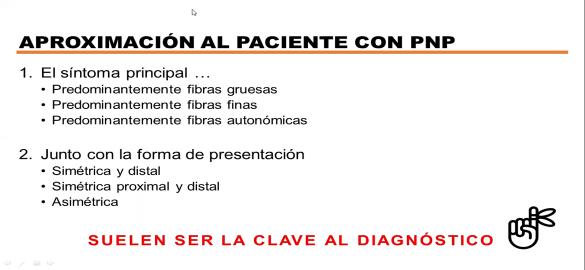 APROXIMACIÓN AL PACIENTE CON PNP
1. El síntoma principal …
• Predominantemente fibras gruesas
• Predominantemente fibras finas
• Predominantemente fibras autonómicas
2. Junto con la forma de presentación
• Simétrica y distal
• Simétrica proximal y distal
• Asimétrica
SUELEN SER LA CLAVE AL DIAGNÓSTICO